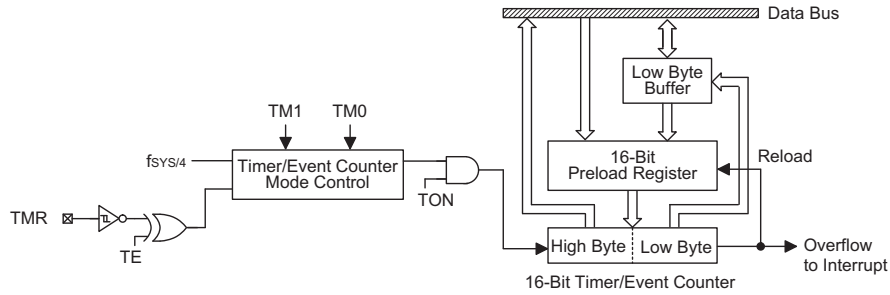 Data Bus
Low Byte
Buffer
TM1
TM0
fSYS/4
Timer/Event Counter
Mode Control
16-Bit
Preload Register
Reload
TON
TMR
TE
High Byte
Low Byte
Overflow
to Interrupt
16-Bit Timer/Event Counter